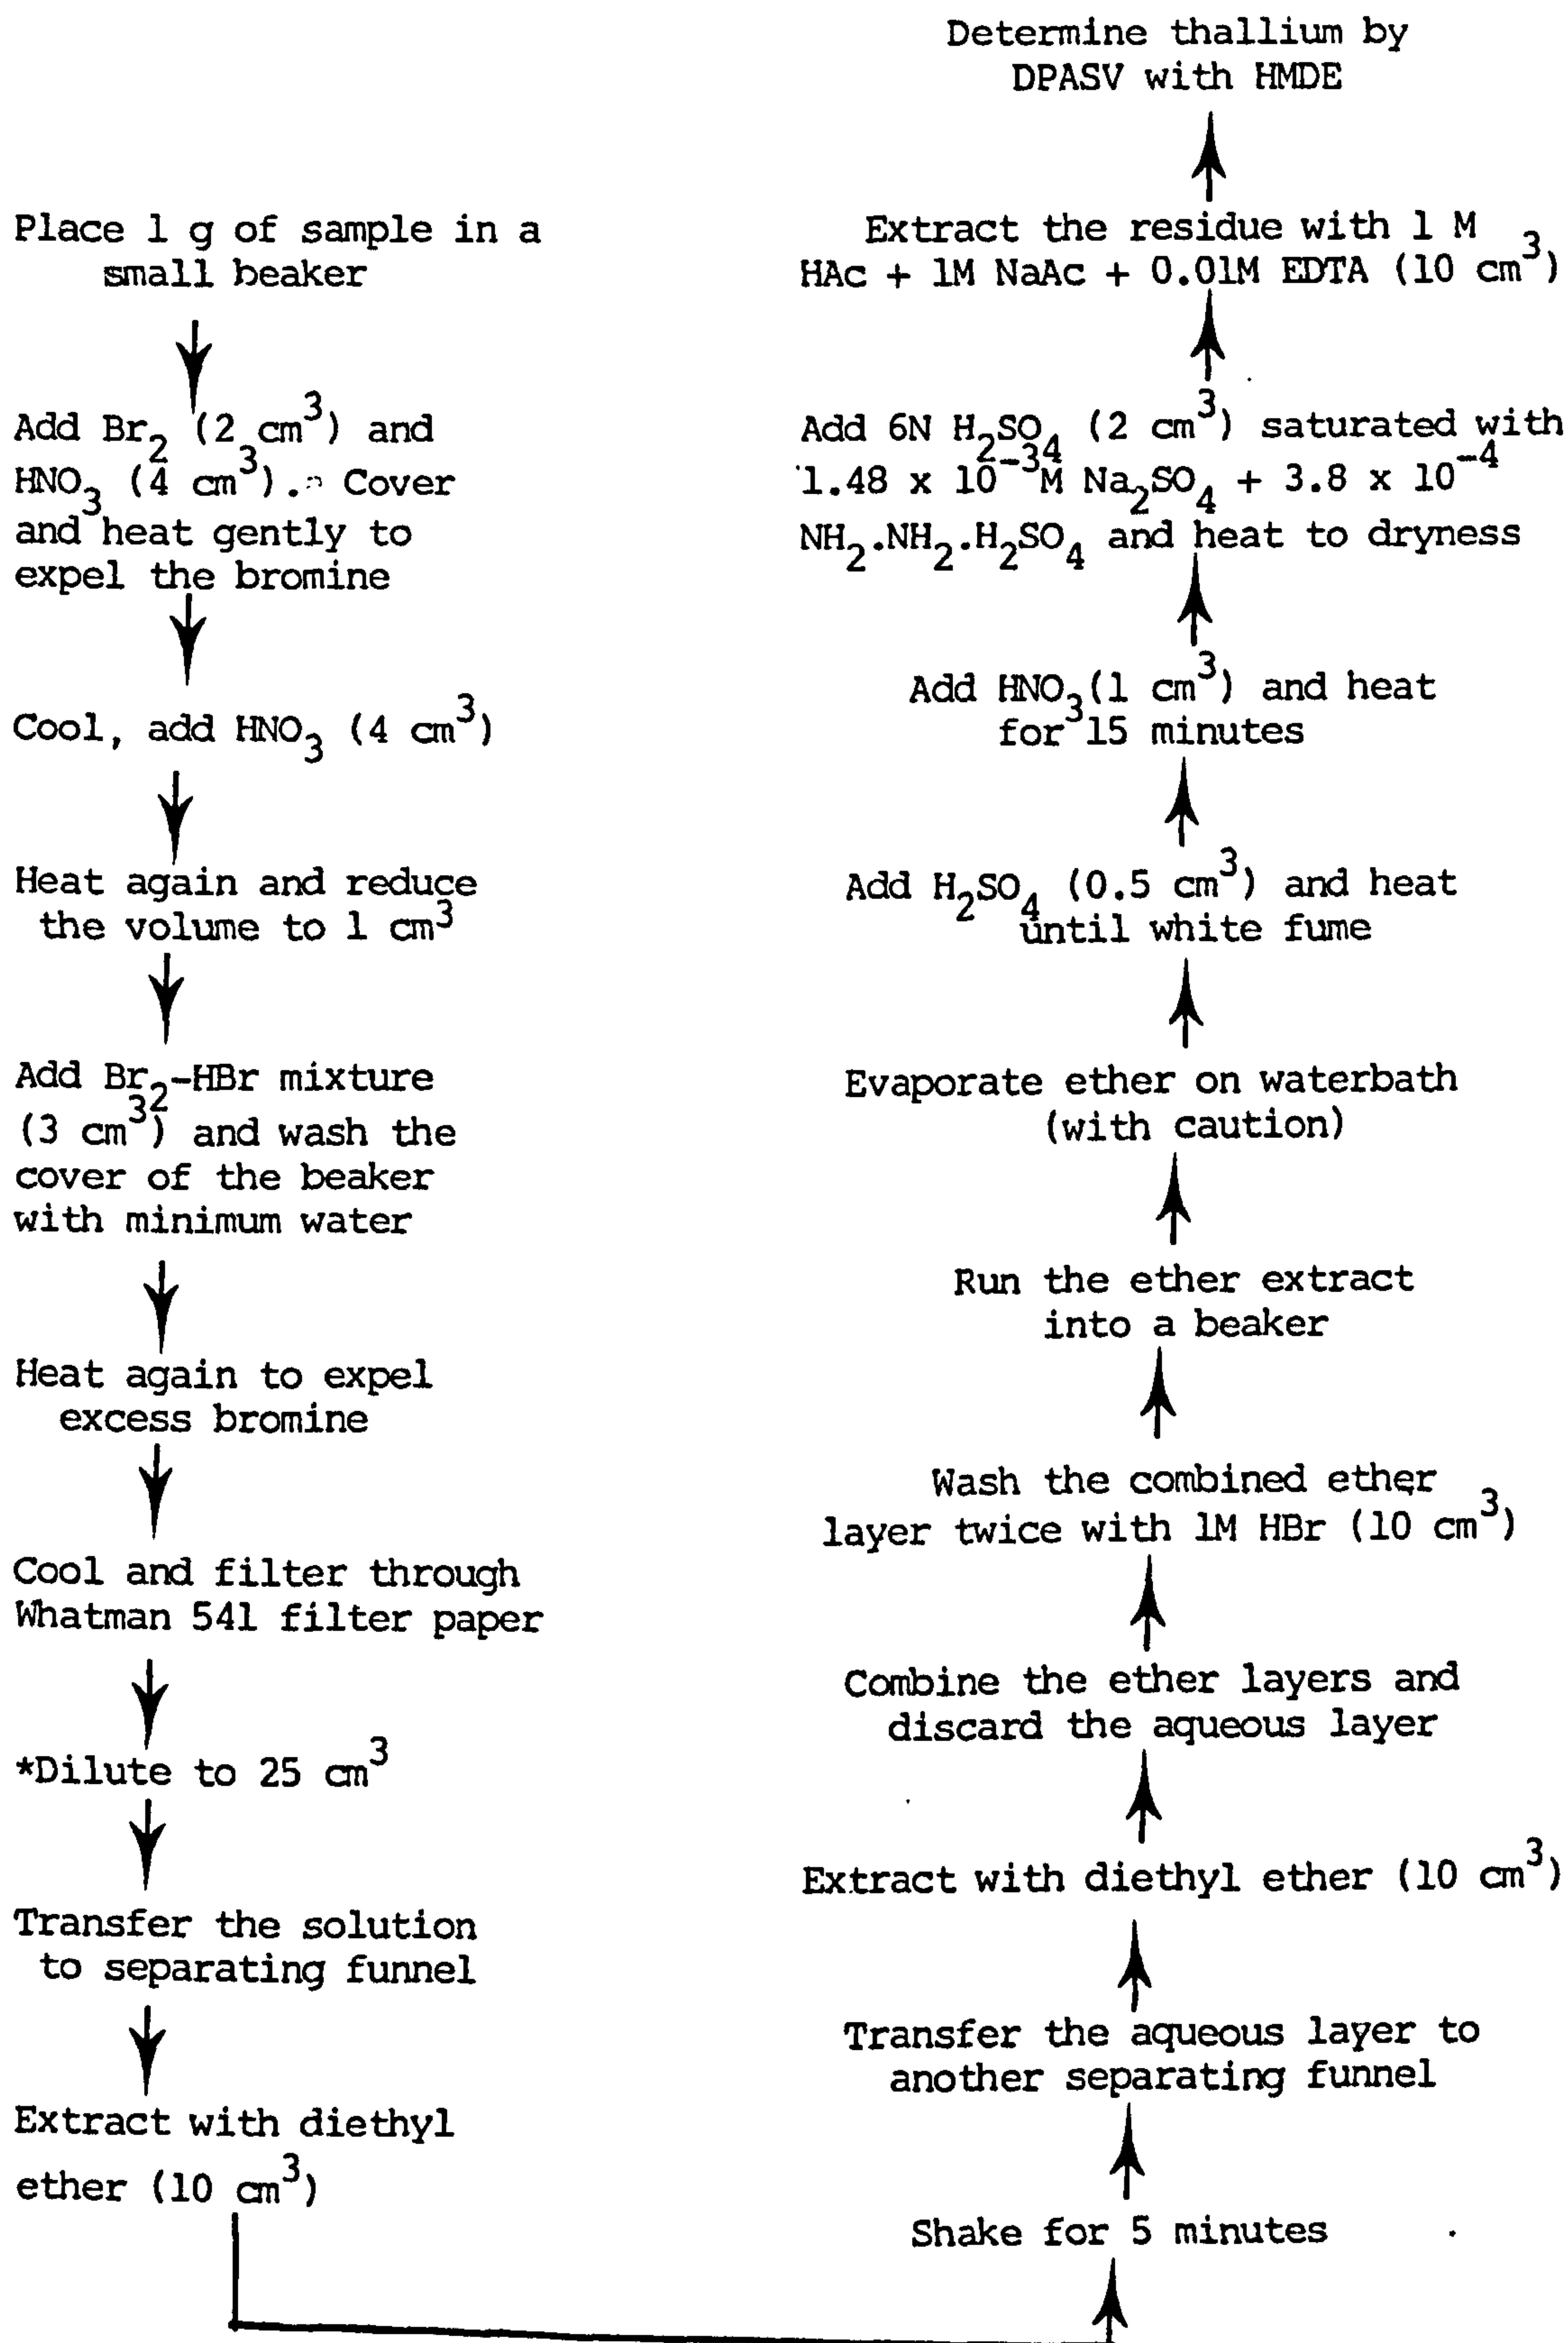 Place 1 g of sample in a
small beaker
Add Br₂ (2 cm³) and
HNO₃ (4 cm³). Cover
and heat gently to
expel the bromine
Cool, add HNO₃ (4 cm³)
Heat again and reduce
the volume to 1 cm³
Add Br₂-HBr mixture
(3 cm³) and wash the
cover of the beaker
with minimum water
Heat again to expel
excess bromine
Cool and filter through
Whatman 541 filter paper
*Dilute to 25 cm³
Transfer the solution
to separating funnel
Extract with diethyl
ether (10 cm³)
Shake for 5 minutes
Transfer the aqueous layer to
another separating funnel
Extract with diethyl ether (10 cm³)
Combine the ether layers and
discard the aqueous layer
Wash the combined ether
layer twice with 1M HBr (10 cm³)
Run the ether extract
into a beaker
Evaporate ether on waterbath
(with caution)
Add H₂SO₄ (0.5 cm³) and heat
until white fume
Add HNO₃(1 cm³) and heat
for 15 minutes
Add 6N H₂SO₄ (2 cm³) saturated with
1.48 x 10⁻³M Na₂SO₄ + 3.8 x 10⁻⁴
NH₂.NH₂.H₂SO₄ and heat to dryness
Extract the residue with 1 M
HAc + 1M NaAc + 0.01M EDTA (10 cm³)
Determine thallium by
DPASV with HMDE